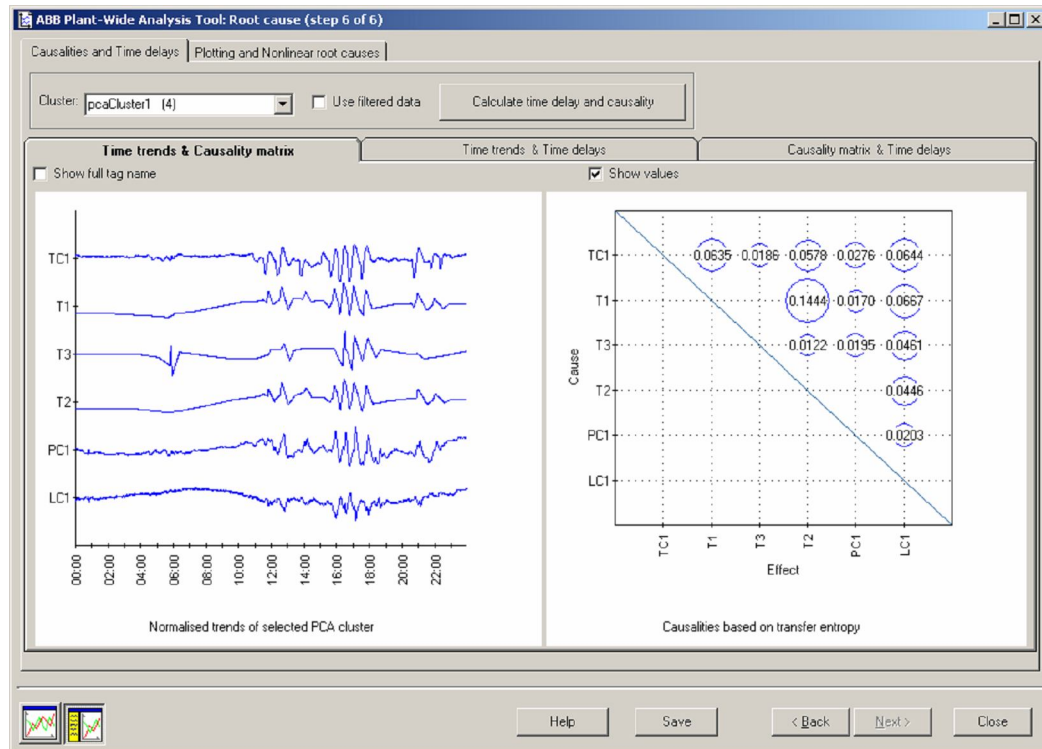 ABB Plant-Wide Analysis Tool: Root cause (step 6 of 6)
Causalities and Time delays Plotting and Nonlinear root causes
Cluster: pcaCluster1 (4) Use filtered data Calculate time delay and causality
Time trends & Causality matrix Time trends & Time delays Causality matrix & Time delays
Show full tag name Show values
TC1
T1
T3
T2
PC1
LC1
00:00 02:00 04:00 06:00 08:00 10:00 12:00 14:00 16:00 18:00 20:00 22:00
Normalised trends of selected PCA cluster
Cause
TC1 0.0635 0.0186 0.0578 0.0276 0.0644
T1 0.1444 0.0170 0.0667
T3 0.0122 0.0195 0.0461
T2 0.0446
PC1 0.0203
LC1
TC1 T1 T3 T2 PC1 LC1
Effect
Causalities based on transfer entropy
Help Save < Back Next > Close